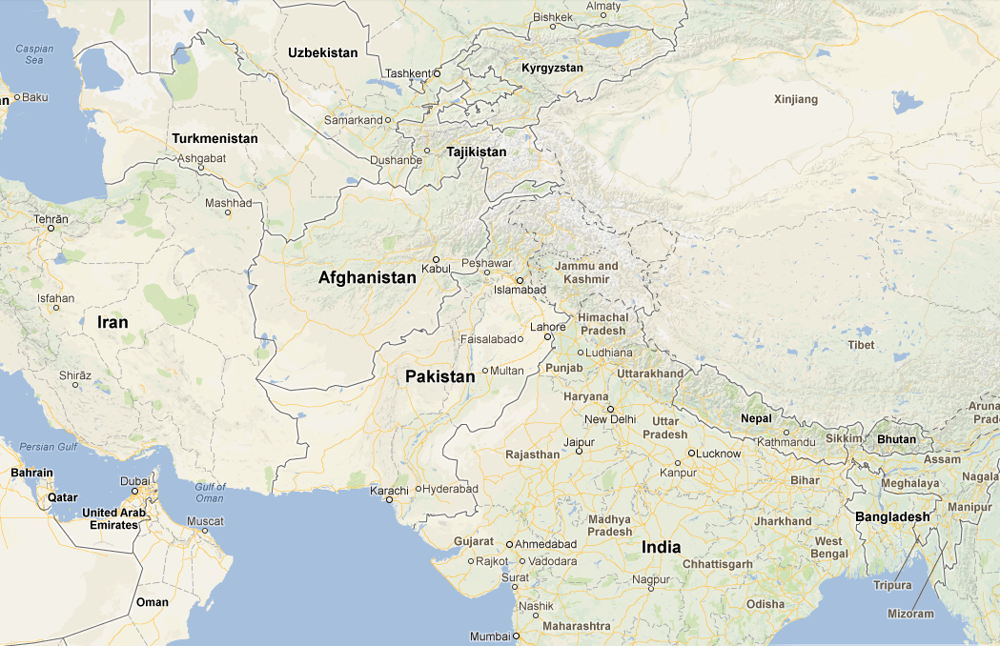 Almaty
Bishkek
Caspian
Sea
Uzbekistan
Kyrgyzstan
Tashkent
an
Baku
Xinjiang
Samarkand
Turkmenistan
Ashgabat
Dushanbe
Tajikistan
Mashhad
Tehrān
Kabul
Peshawar
Jammu and
Kashmir
Afghanistan
Islamabad
Isfahan
Iran
Himachal
Pradesh
Lahore
Faisalabad
Tibet
Ludhiana
Shirāz
Pakistan
Multan
Punjab
Uttarakhand
Haryana
New Delhi
Nepal
Aruna
Prade
Uttar
Pradesh
Kathmandu
Sikkim
Bhutan
Persian Gulf
Jaipur
Rajasthan
Lucknow
Assam
Bahrain
Kanpur
Bihar
Nagala
Dubai
Qatar
Gulf of
Oman
Karachi
Hyderabad
Meghalaya
Manipur
United Arab
Emirates
Muscat
Madhya
Pradesh
Jharkhand
Bangladesh
Gujarat
Ahmedabad
India
West
Bengal
Rajkot
Vadodara
Chhattisgarh
Surat
Nagpur
Tripura
Oman
Nashik
Odisha
Mizoram
Maharashtra
Mumbai